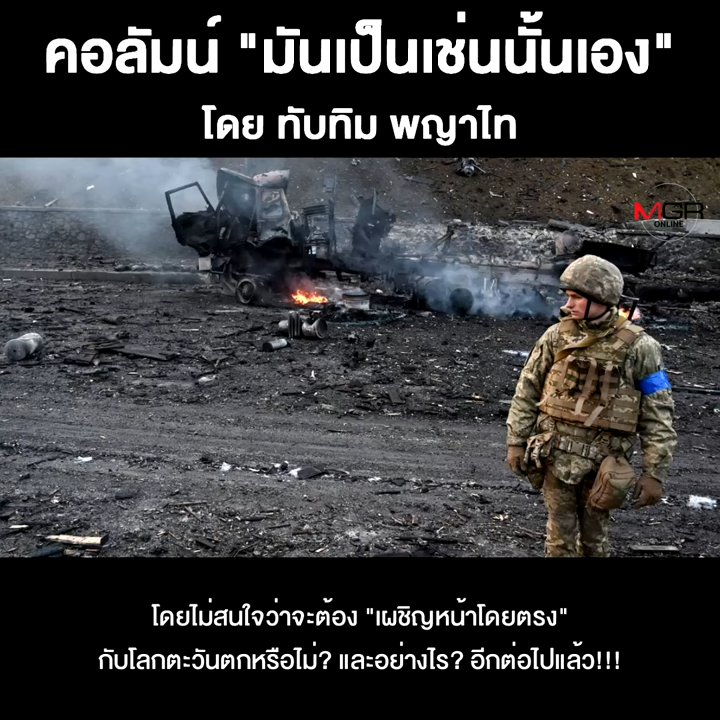 คอลัมน์ "มันเป็นเช่นนั้นเอง"
โดย ทับทิม พญาไท
MGR
ONLINE
โดยไม่สนใจว่าจะต้อง "เผชิญหน้าโดยตรง"
กับโลกตะวันตกหรือไม่? และอย่างไร? อีกต่อไปแล้ว!!!